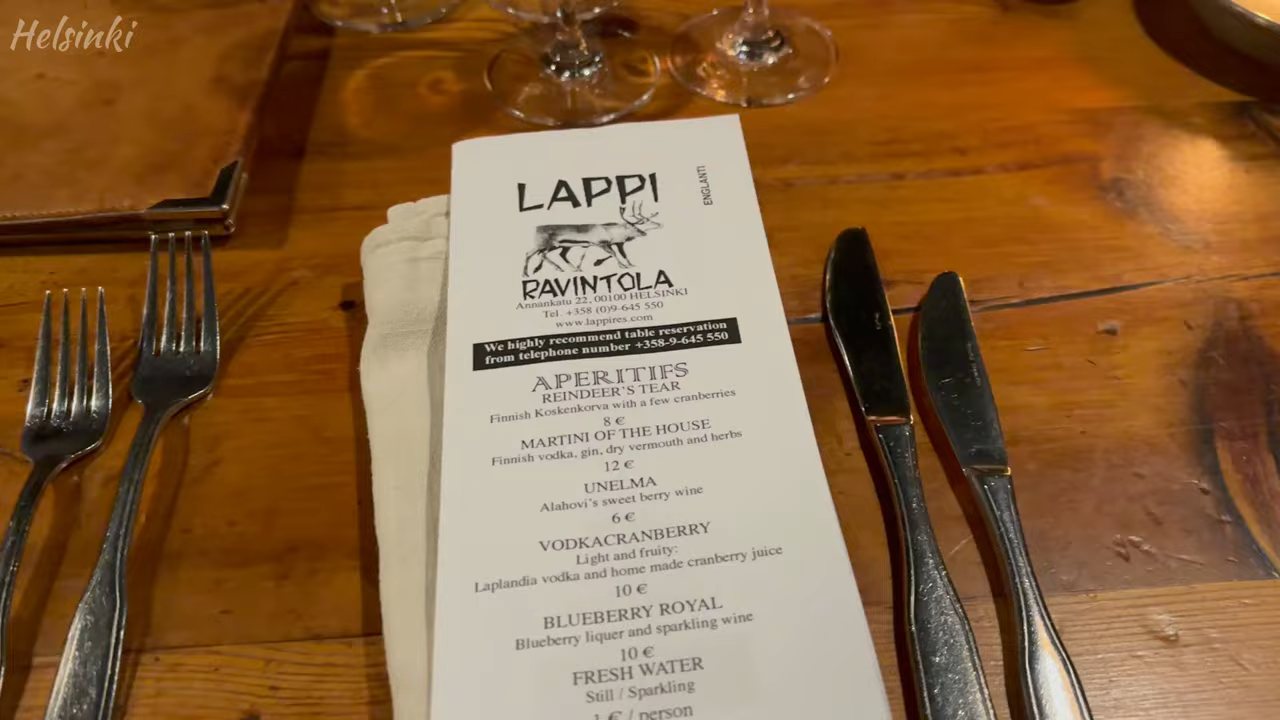 Helsinki
LAPPI
ENGLANTI
RAVINTOLA
Annankatu 22, 00100 HELSINKI
Tel. +358 (0)9-645 550
www.lappires.com
We highly recommend table reservation
from telephone number +358-9-645 550
APERITIFS
REINDEER'S TEAR
Finnish Koskenkorva with a few cranberries
8 €
MARTINI OF THE HOUSE
Finnish vodka, gin, dry vermouth and herbs
12 €
UNELMA
Alahovi's sweet berry wine
6 €
VODKACRANBERRY
Light and fruity:
Laplandia vodka and home made cranberry juice
10 €
BLUEBERRY ROYAL
Blueberry liquer and sparkling wine
10 €
FRESH WATER
Still / Sparkling
1 € / person